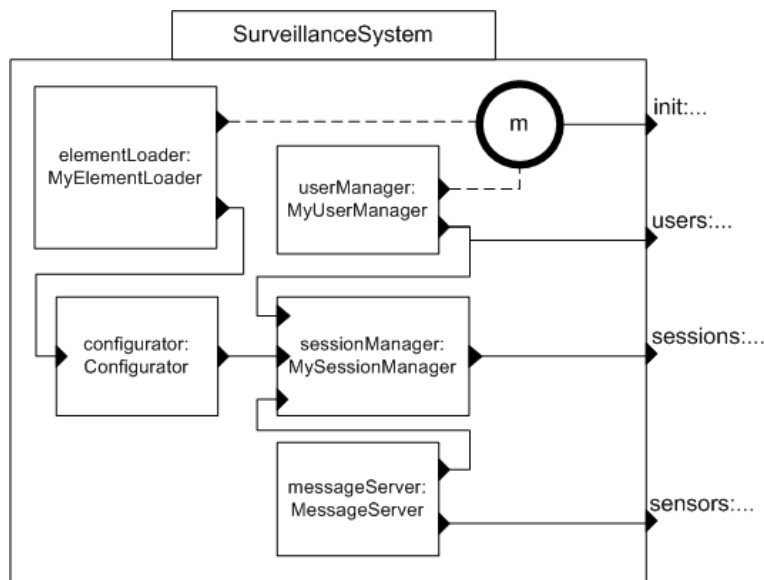 SurveillanceSystem
elementLoader:
MyElementLoader
m
init:...
userManager:
MyUserManager
users:...
configurator:
Configurator
sessionManager:
MySessionManager
sessions:...
messageServer:
MessageServer
sensors:...